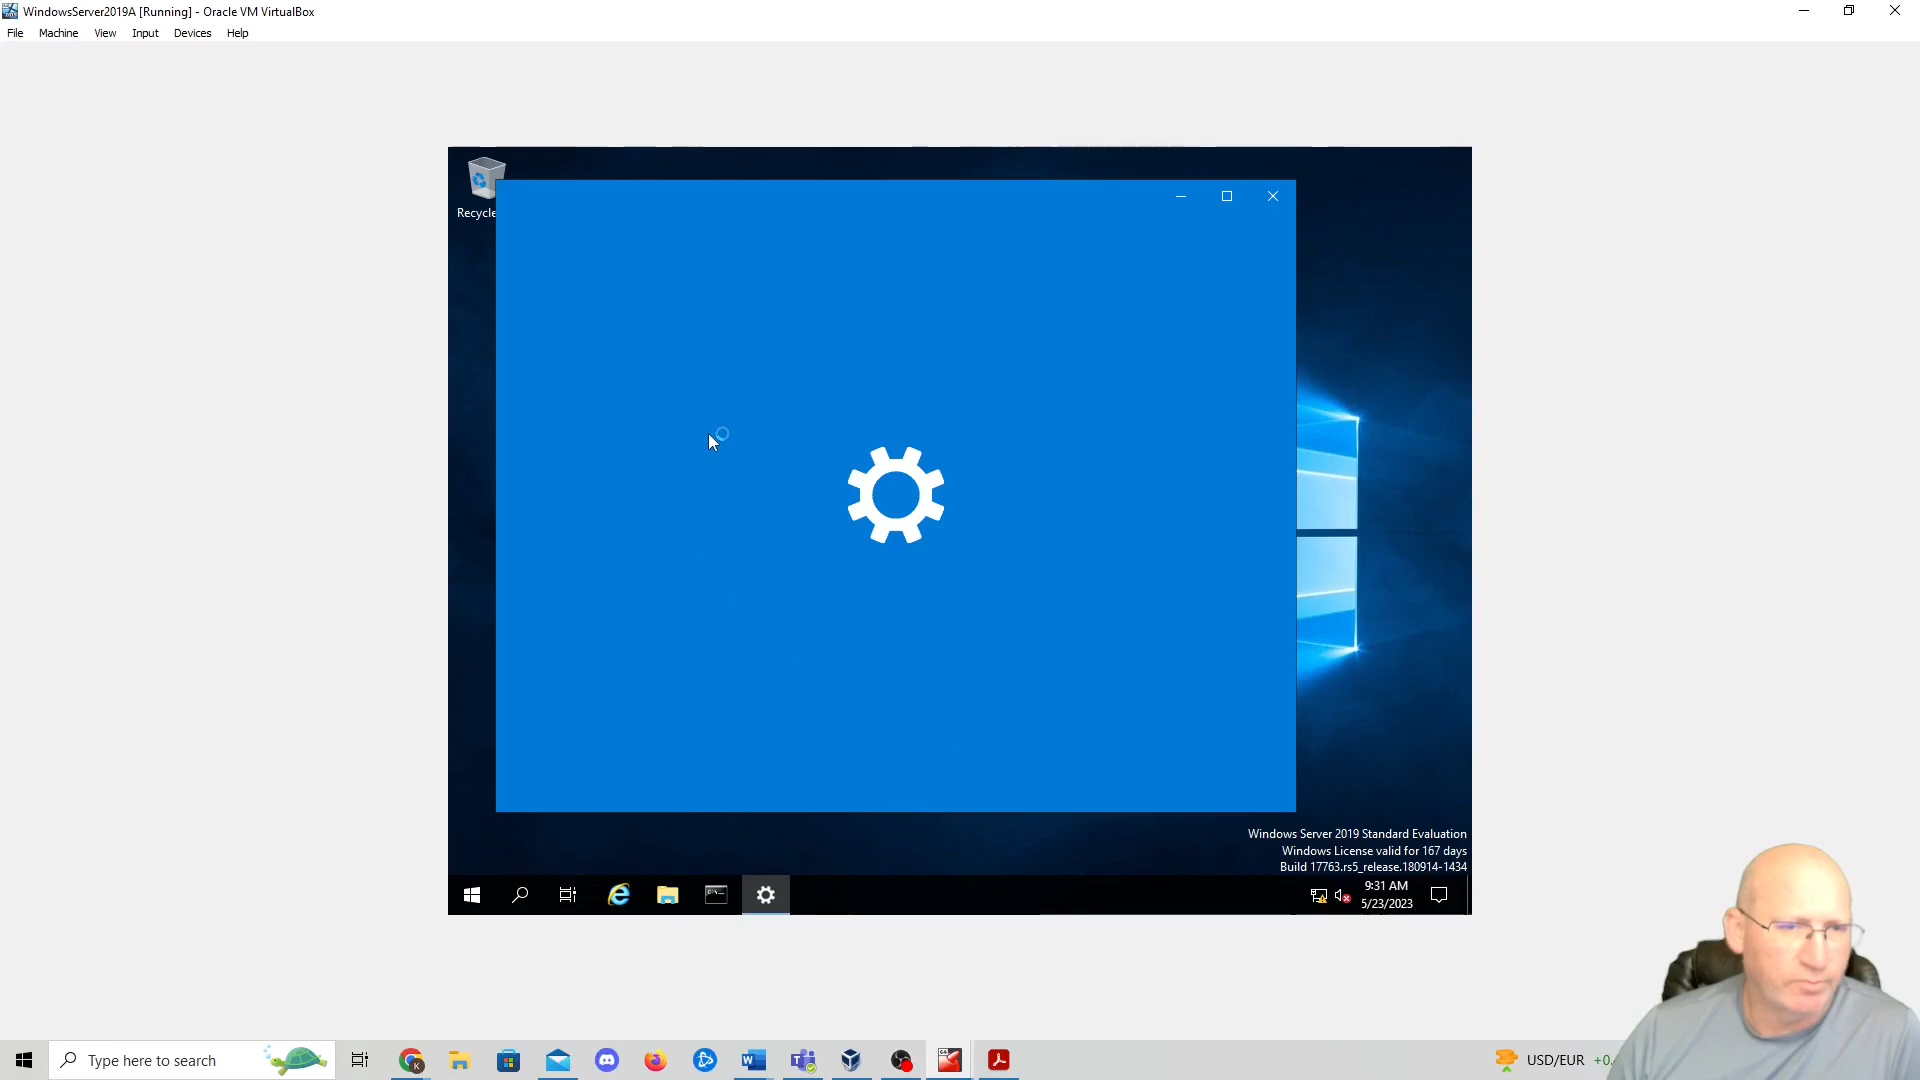 WindowsServer2019A [Running] - Oracle VM VirtualBox
File Machine View Input Devices Help
Recycle
Windows Server 2019 Standard Evaluation
Windows License valid for 167 days
Build 17763.rs5_release.180914-1434
9:31 AM
5/23/2023
Type here to search
K
USD/EUR +0.